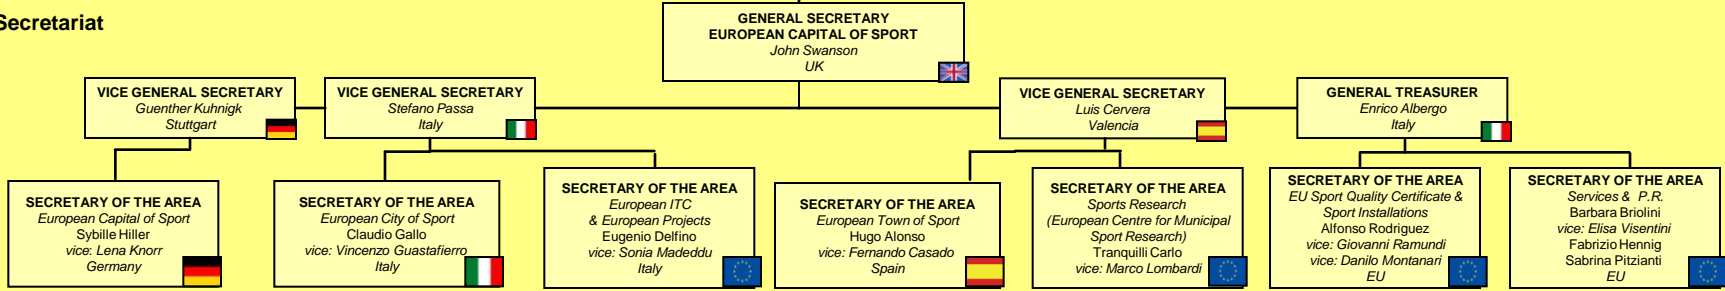 Secretariat
GENERAL SECRETARY
EUROPEAN CAPITAL OF SPORT
John Swanson
UK
VICE GENERAL SECRETARY
Guenther Kuhnigk
Stuttgart
VICE GENERAL SECRETARY
Stefano Passa
Italy
VICE GENERAL SECRETARY
Luis Cervera
Valencia
GENERAL TREASURER
Enrico Albergo
Italy
SECRETARY OF THE AREA
European Capital of Sport
Sybille Hiller
vice: Lena Knorr
Germany
SECRETARY OF THE AREA
European City of Sport
Claudio Gallo
vice: Vincenzo Guastafierro
Italy
SECRETARY OF THE AREA
European ITC
& European Projects
Eugenio Delfino
vice: Sonia Madeddu
Italy
SECRETARY OF THE AREA
European Town of Sport
Hugo Alonso
vice: Fernando Casado
Spain
SECRETARY OF THE AREA
Sports Research
(European Centre for Municipal
Sport Research)
Tranquilli Carlo
vice: Marco Lombardi
SECRETARY OF THE AREA
EU Sport Quality Certificate &
Sport Installations
Alfonso Rodriguez
vice: Giovanni Ramundi
vice: Danilo Montanari
EU
SECRETARY OF THE AREA
Services & P.R.
Barbara Briolini
vice: Elisa Visentini
Fabrizio Hennig
Sabrina Pitzianti
EU